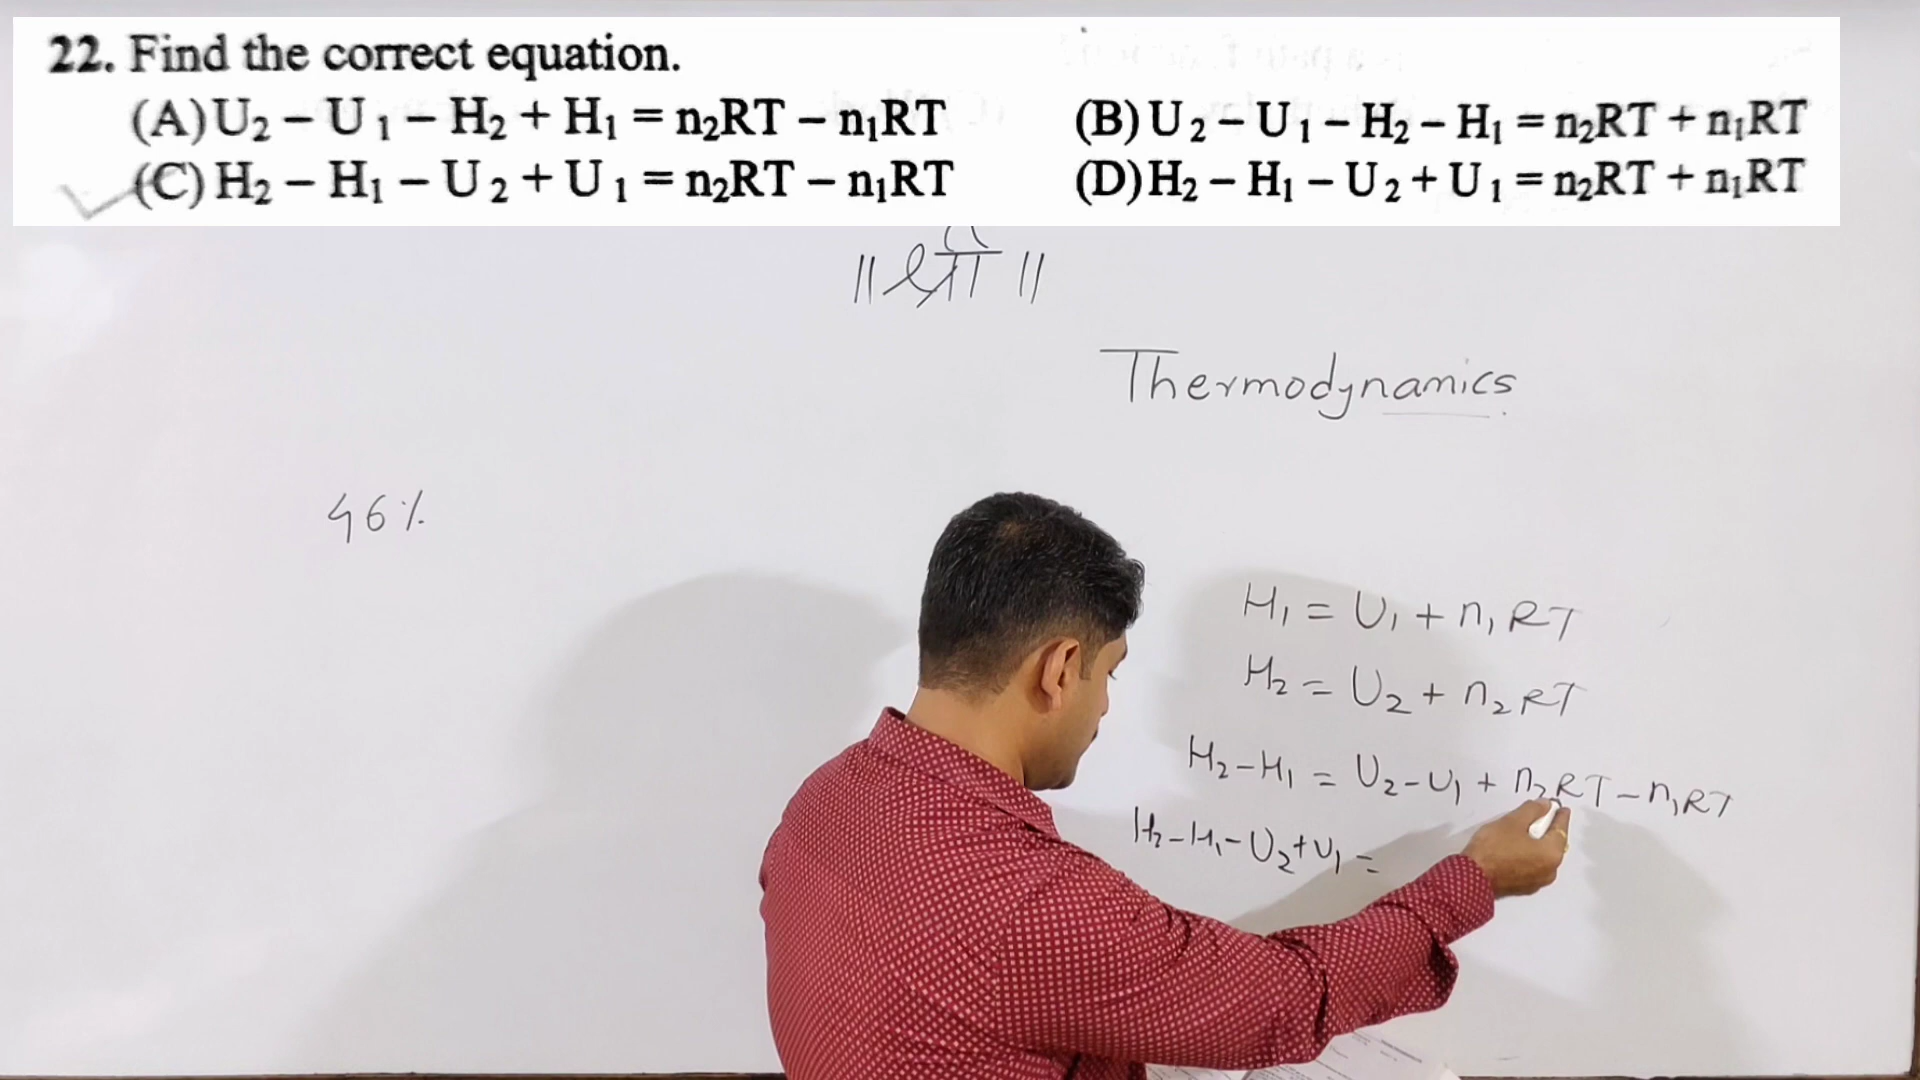 22. Find the correct equation.
(A) U₂ – U₁ – H₂ + H₁ = n₂RT – n₁RT (B) U₂ – U₁ – H₂ – H₁ = n₂RT + n₁RT
(C) H₂ – H₁ – U₂ + U₁ = n₂RT – n₁RT (D) H₂ – H₁ – U₂ + U₁ = n₂RT + n₁RT
॥ श्री ॥
Thermodynamics
46%
H₁ = U₁ + n₁RT
H₂ = U₂ + n₂RT
H₂–H₁ = U₂–U₁ + n₂RT–n₁RT
H₂–H₁–U₂+U₁ =